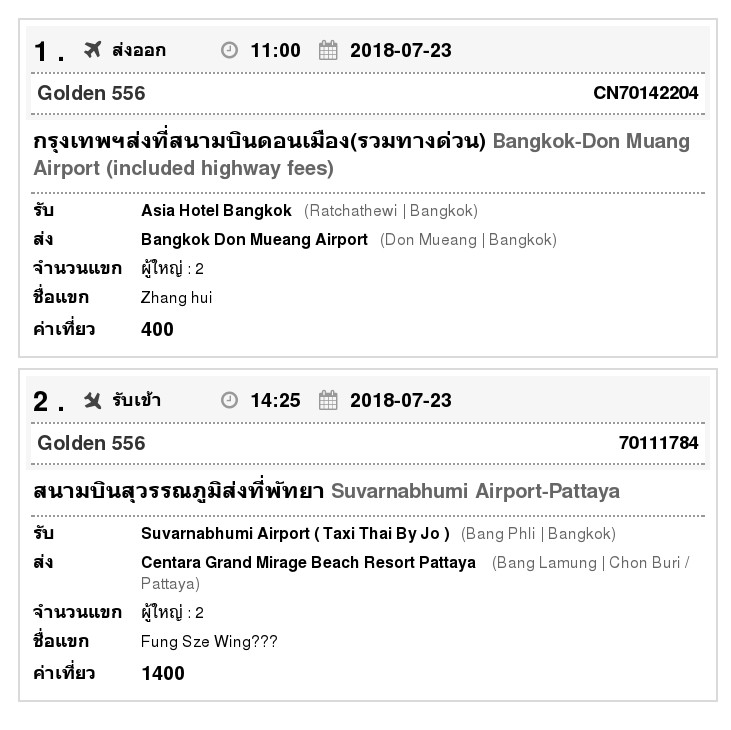 1 . ส่งออก 11:00 2018-07-23
Golden 556 CN70142204
กรุงเทพฯส่งที่สนามบินดอนเมือง(รวมทางด่วน) Bangkok-Don Muang
Airport (included highway fees)
รับ Asia Hotel Bangkok (Ratchathewi | Bangkok)
ส่ง Bangkok Don Mueang Airport (Don Mueang | Bangkok)
จำนวนแขก ผู้ใหญ่ : 2
ชื่อแขก Zhang hui
ค่าเที่ยว 400
2 . รับเข้า 14:25 2018-07-23
Golden 556 70111784
สนามบินสุวรรณภูมิส่งที่พัทยา Suvarnabhumi Airport-Pattaya
รับ Suvarnabhumi Airport ( Taxi Thai By Jo ) (Bang Phli | Bangkok)
ส่ง Centara Grand Mirage Beach Resort Pattaya (Bang Lamung | Chon Buri /
Pattaya)
จำนวนแขก ผู้ใหญ่ : 2
ชื่อแขก Fung Sze Wing???
ค่าเที่ยว 1400